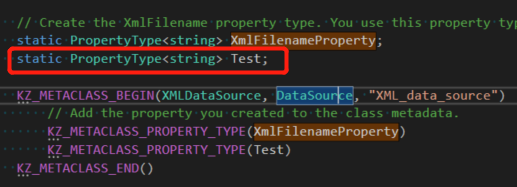 // Create the XmlFilename property type. You use this property typ
static PropertyType<string> XmlFilenameProperty;
static PropertyType<string> Test;
KZ_METACLASS_BEGIN(XMLDataSource, DataSource, "XML_data_source")
// Add the property you created to the class metadata.
KZ_METACLASS_PROPERTY_TYPE(XmlFilenameProperty)
KZ_METACLASS_PROPERTY_TYPE(Test)
KZ_METACLASS_END()